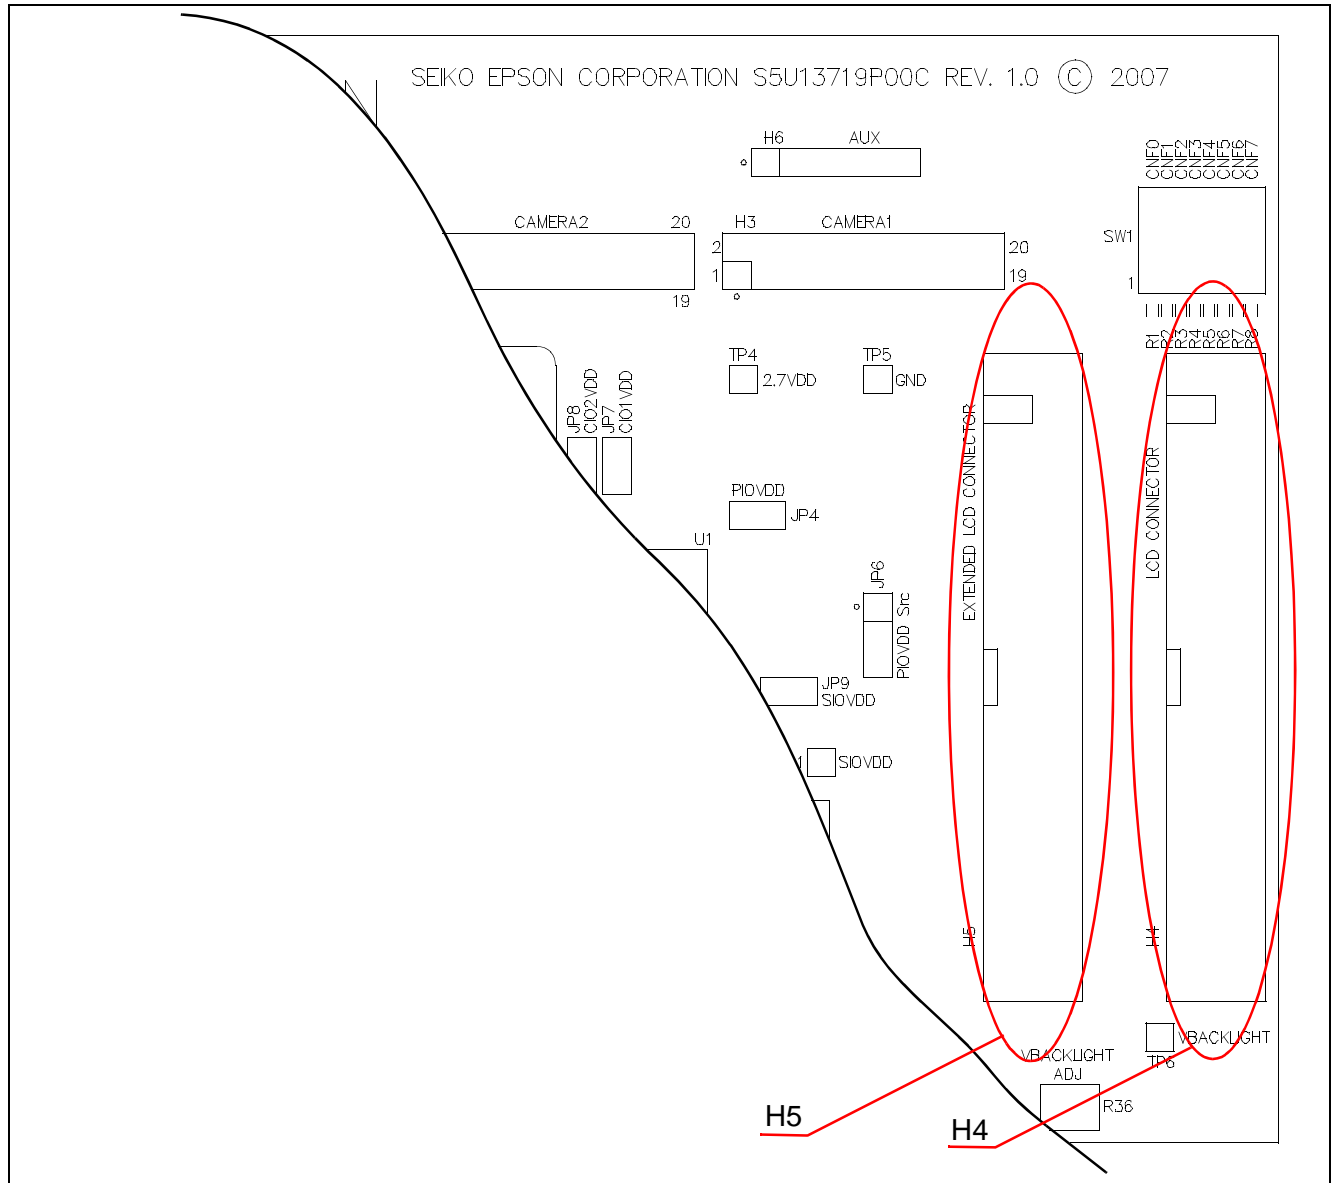 SEIKO EPSON CORPORATION S5U13719P00C REV. 1.0 © 2007
H6 AUX
CNF0
CNF1
CNF2
CNF3
CNF4
CNF5
CNF6
CNF7
CAMERA2 20
19
H3 CAMERA1
2 20
1 19
SW1
1
R1
R2
R3
R4
R5
R6
R7
R8
TP4
2.7VDD
TP5
GND
JP8
CIO2VDD
JP7
CIO1VDD
PIOVDD
JP4
EXTENDED LCD CONNECTOR
LCD CONNECTOR
U1
JP6
PIOVDD Src
JP9
SIOVDD
1
SIOVDD
H5
H4
VBACKLIGHT
TP6
VBACKLIGHT
ADJ
R36
H5
H4